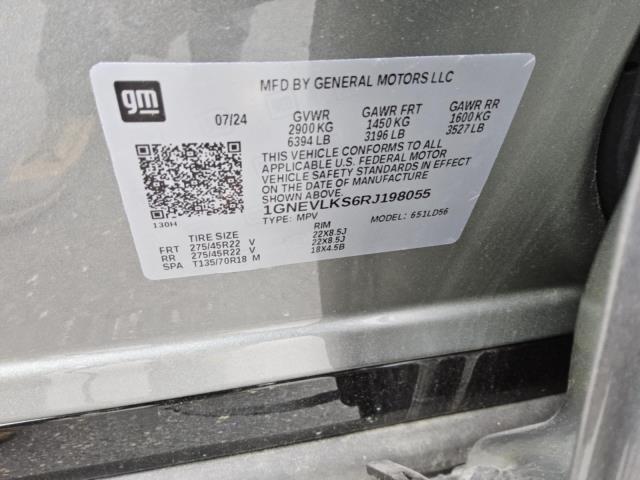 gm
MFD BY GENERAL MOTORS LLC
07/24 GVWR GAWR FRT GAWR RR
2900 KG 1450 KG 1600 KG
6394 LB 3196 LB 3527 LB
THIS VEHICLE CONFORMS TO ALL
APPLICABLE U.S. FEDERAL MOTOR
VEHICLE SAFETY STANDARDS IN EFFECT
ON THE DATE OF MANUFACTURE
1GNEVLKS6RJ198055
TYPE: MPV MODEL: 651LD56
130H
TIRE SIZE RIM
FRT 275/45R22 V 22X8.5J
RR 275/45R22 V 22X8.5J
SPA T135/70R18 M 18X4.5B